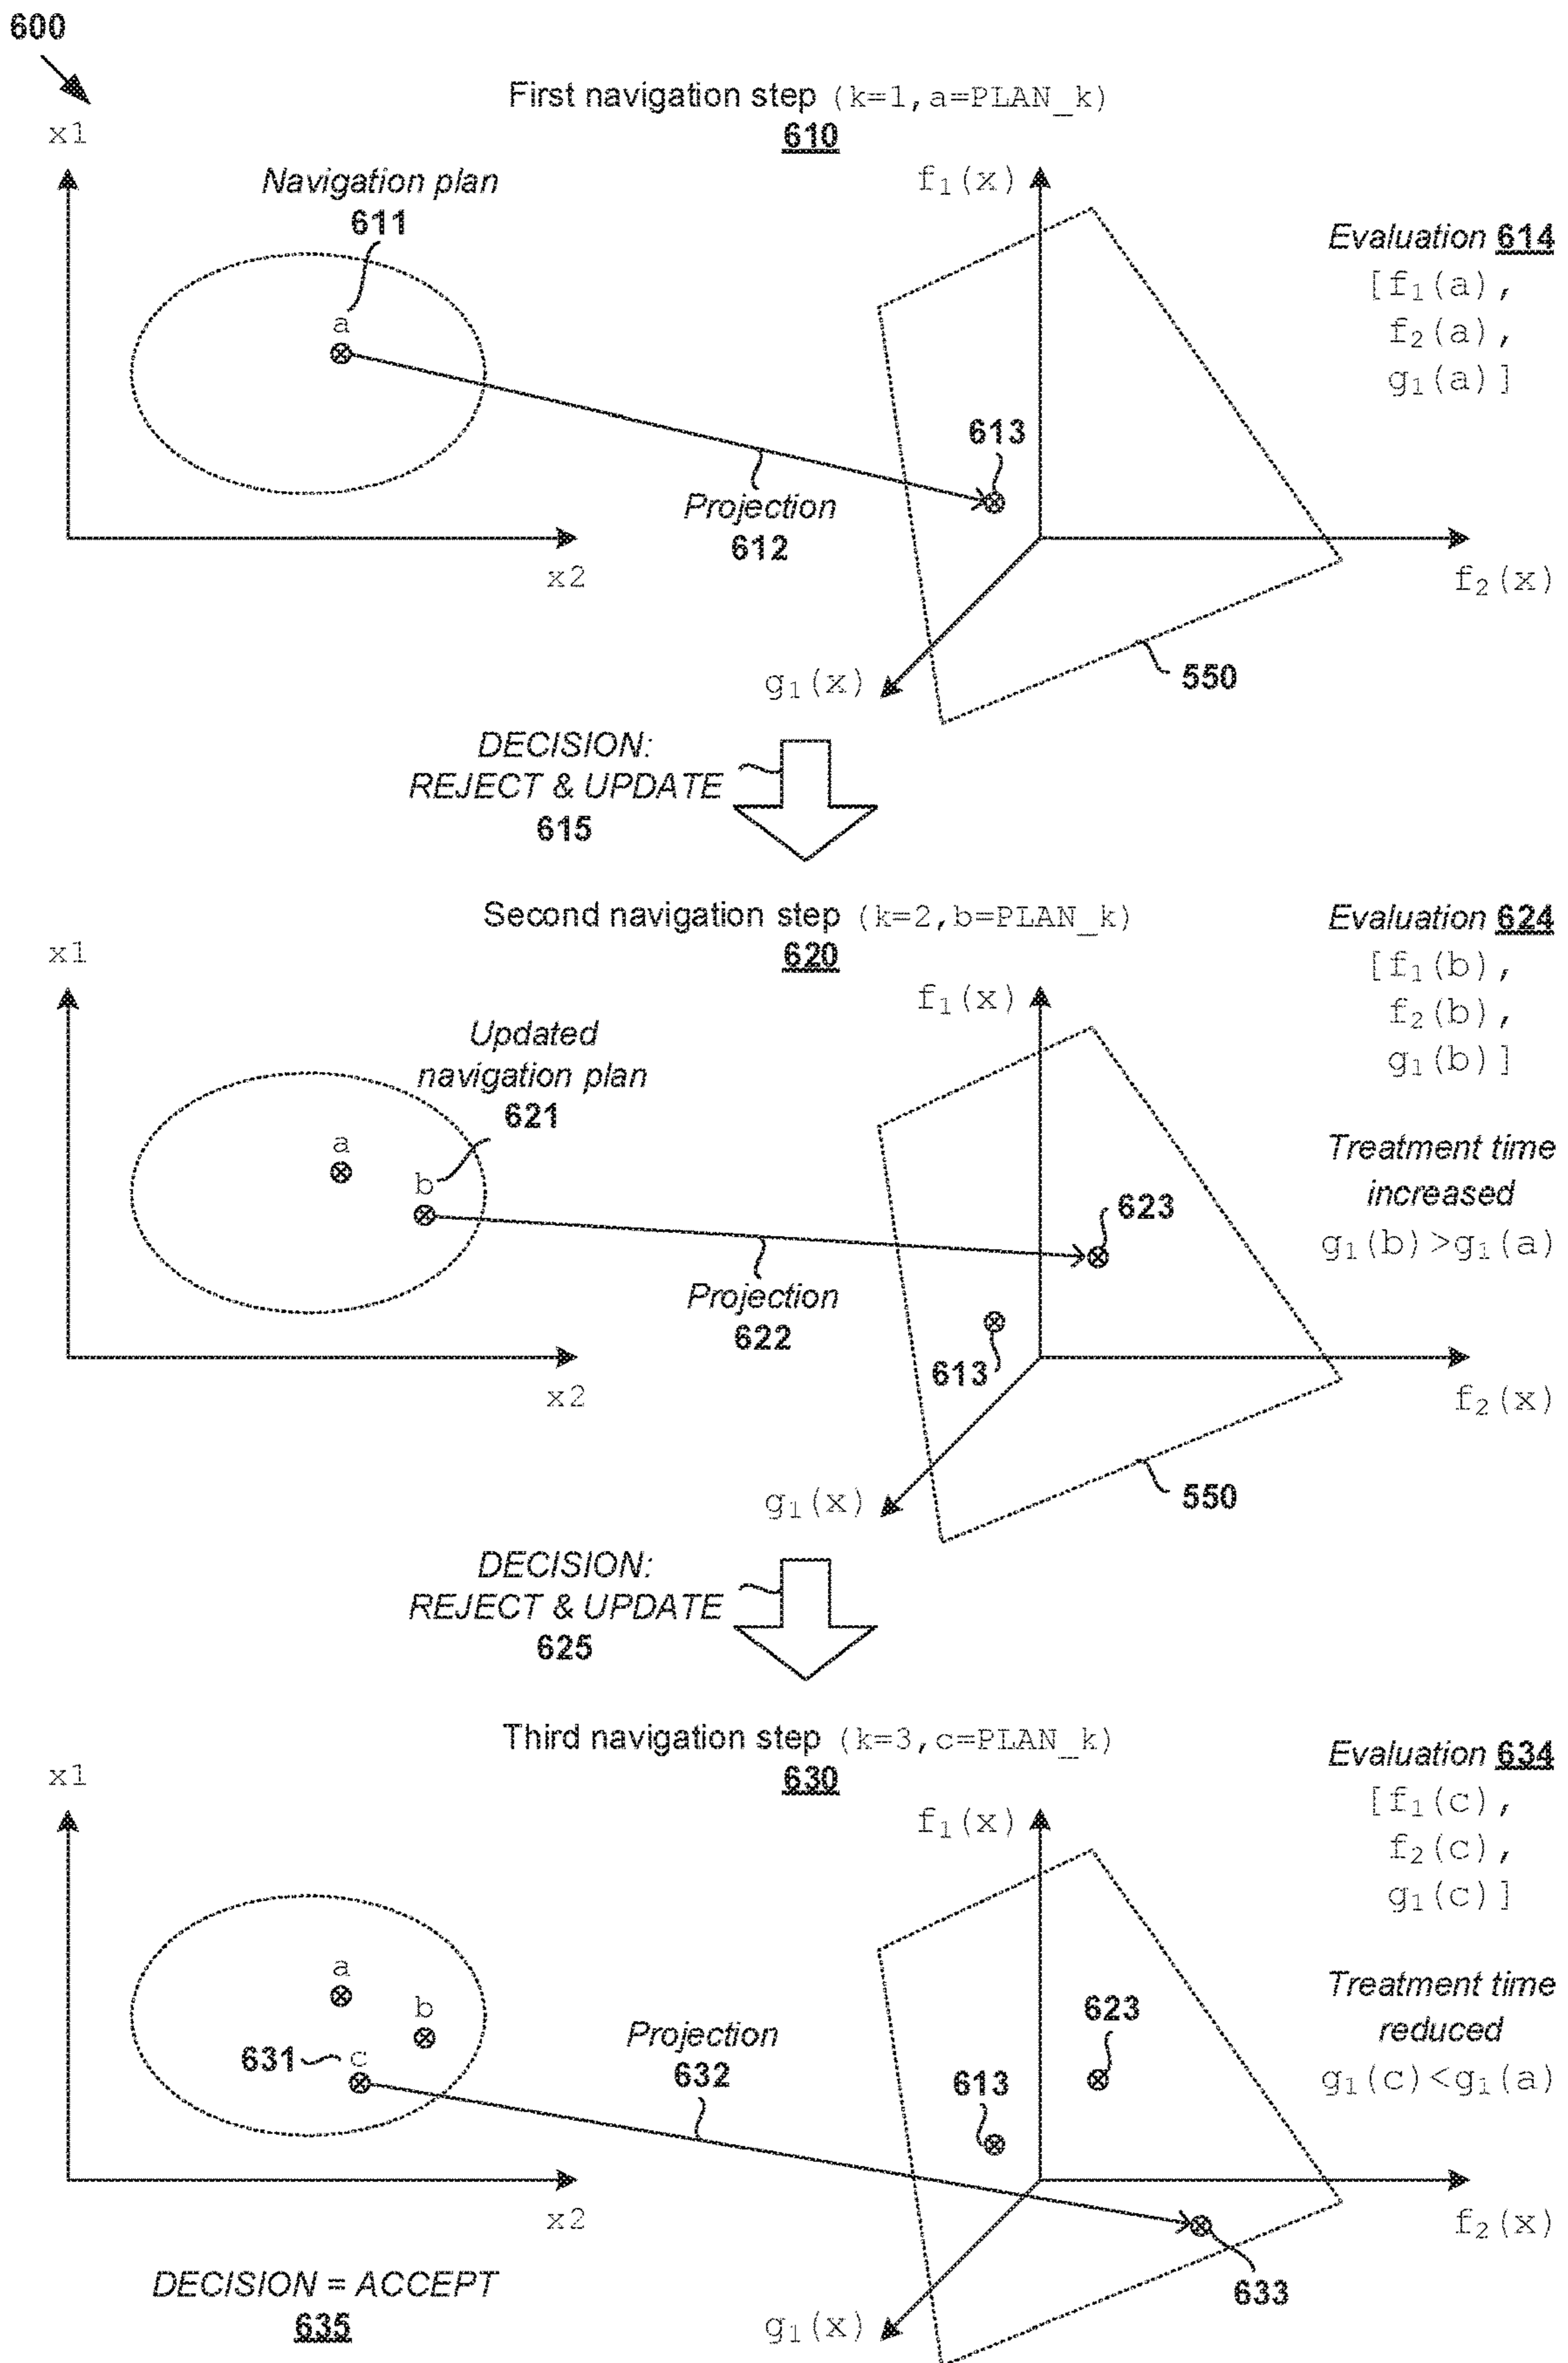 600
First navigation step (k=1,a=PLAN_k)
610
x1
Navigation plan
611
a
f₁(x)
Evaluation 614
[f₁(a),
f₂(a),
g₁(a)]
613
Projection
612
x2
f₂(x)
g₁(x)
550
DECISION:
REJECT & UPDATE
615
Second navigation step (k=2,b=PLAN_k)
620
x1
Updated
navigation plan
621
a
b
f₁(x)
Evaluation 624
[f₁(b),
f₂(b),
g₁(b)]
Treatment time
increased
g₁(b)>g₁(a)
623
Projection
622
613
x2
f₂(x)
g₁(x)
550
DECISION:
REJECT & UPDATE
625
Third navigation step (k=3,c=PLAN_k)
630
x1
a
b
631
c
f₁(x)
Evaluation 634
[f₁(c),
f₂(c),
g₁(c)]
Treatment time
reduced
g₁(c)<g₁(a)
Projection
632
623
613
x2
f₂(x)
633
g₁(x)
DECISION = ACCEPT
635